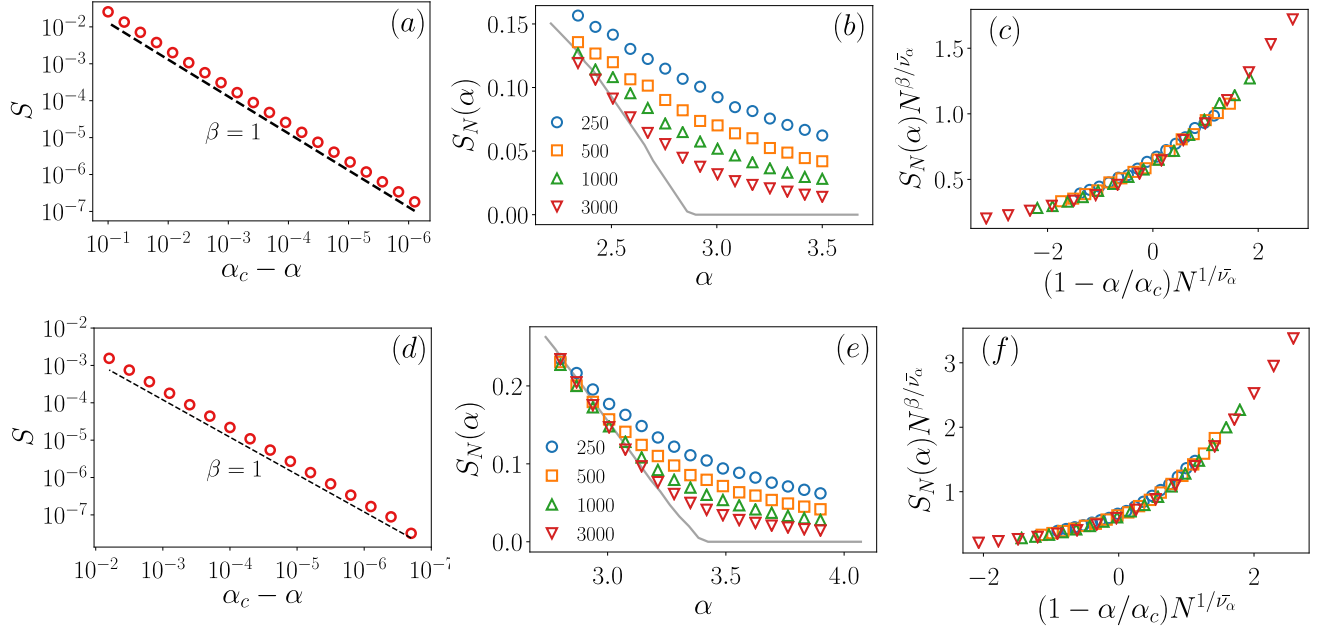 (a)
S
10⁻²
10⁻³
10⁻⁴
10⁻⁵
10⁻⁶
10⁻⁷
β = 1
10⁻¹ 10⁻² 10⁻³ 10⁻⁴ 10⁻⁵ 10⁻⁶
α_c − α
(b)
S_N(α)
0.15
0.10
0.05
0.00
250
500
1000
3000
2.5 3.0 3.5
α
(c)
S_N(α)N^{β/ν̄_α}
1.5
1.0
0.5
−2 0 2
(1 − α/α_c)N^{1/ν̄_α}
(d)
S
10⁻²
10⁻³
10⁻⁴
10⁻⁵
10⁻⁶
10⁻⁷
β = 1
10⁻² 10⁻³ 10⁻⁴ 10⁻⁵ 10⁻⁶ 10⁻⁷
α_c − α
(e)
S_N(α)
0.2
0.1
0.0
250
500
1000
3000
3.0 3.5 4.0
α
(f)
S_N(α)N^{β/ν̄_α}
3
2
1
−2 0 2
(1 − α/α_c)N^{1/ν̄_α}